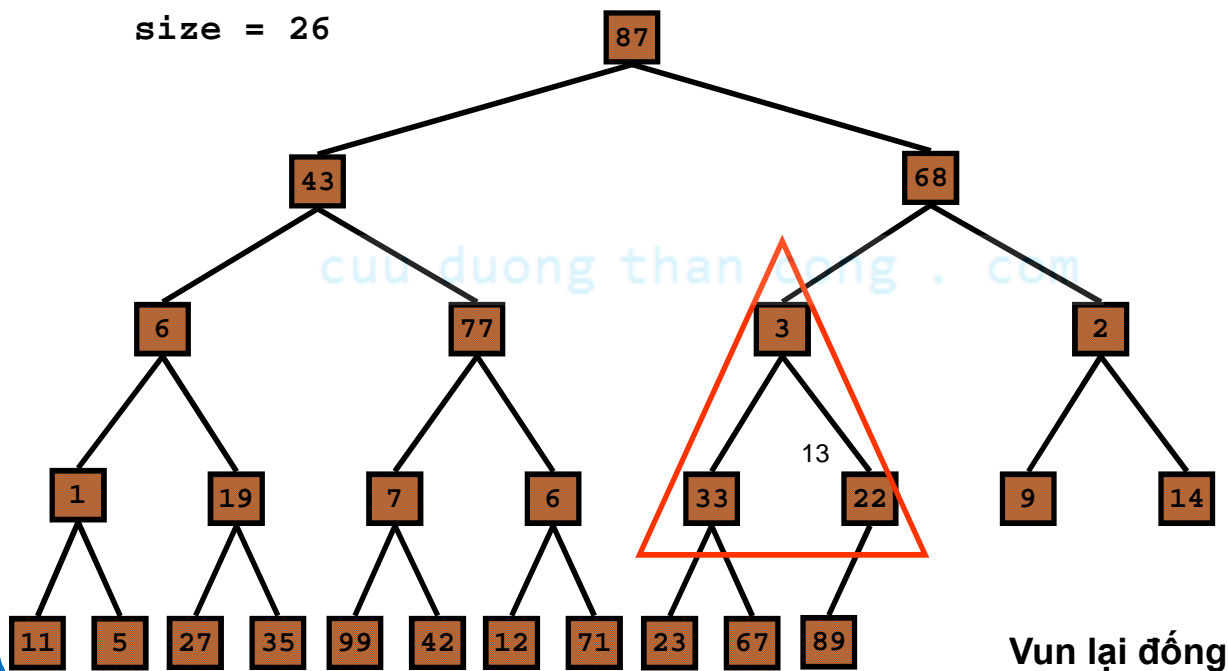 size = 26
87
43 68
cuu duong than cong . com
6 77 3 2
13
1 19 7 6 33 22 9 14
11 5 27 35 99 42 12 71 23 67 89
Vun lại đống